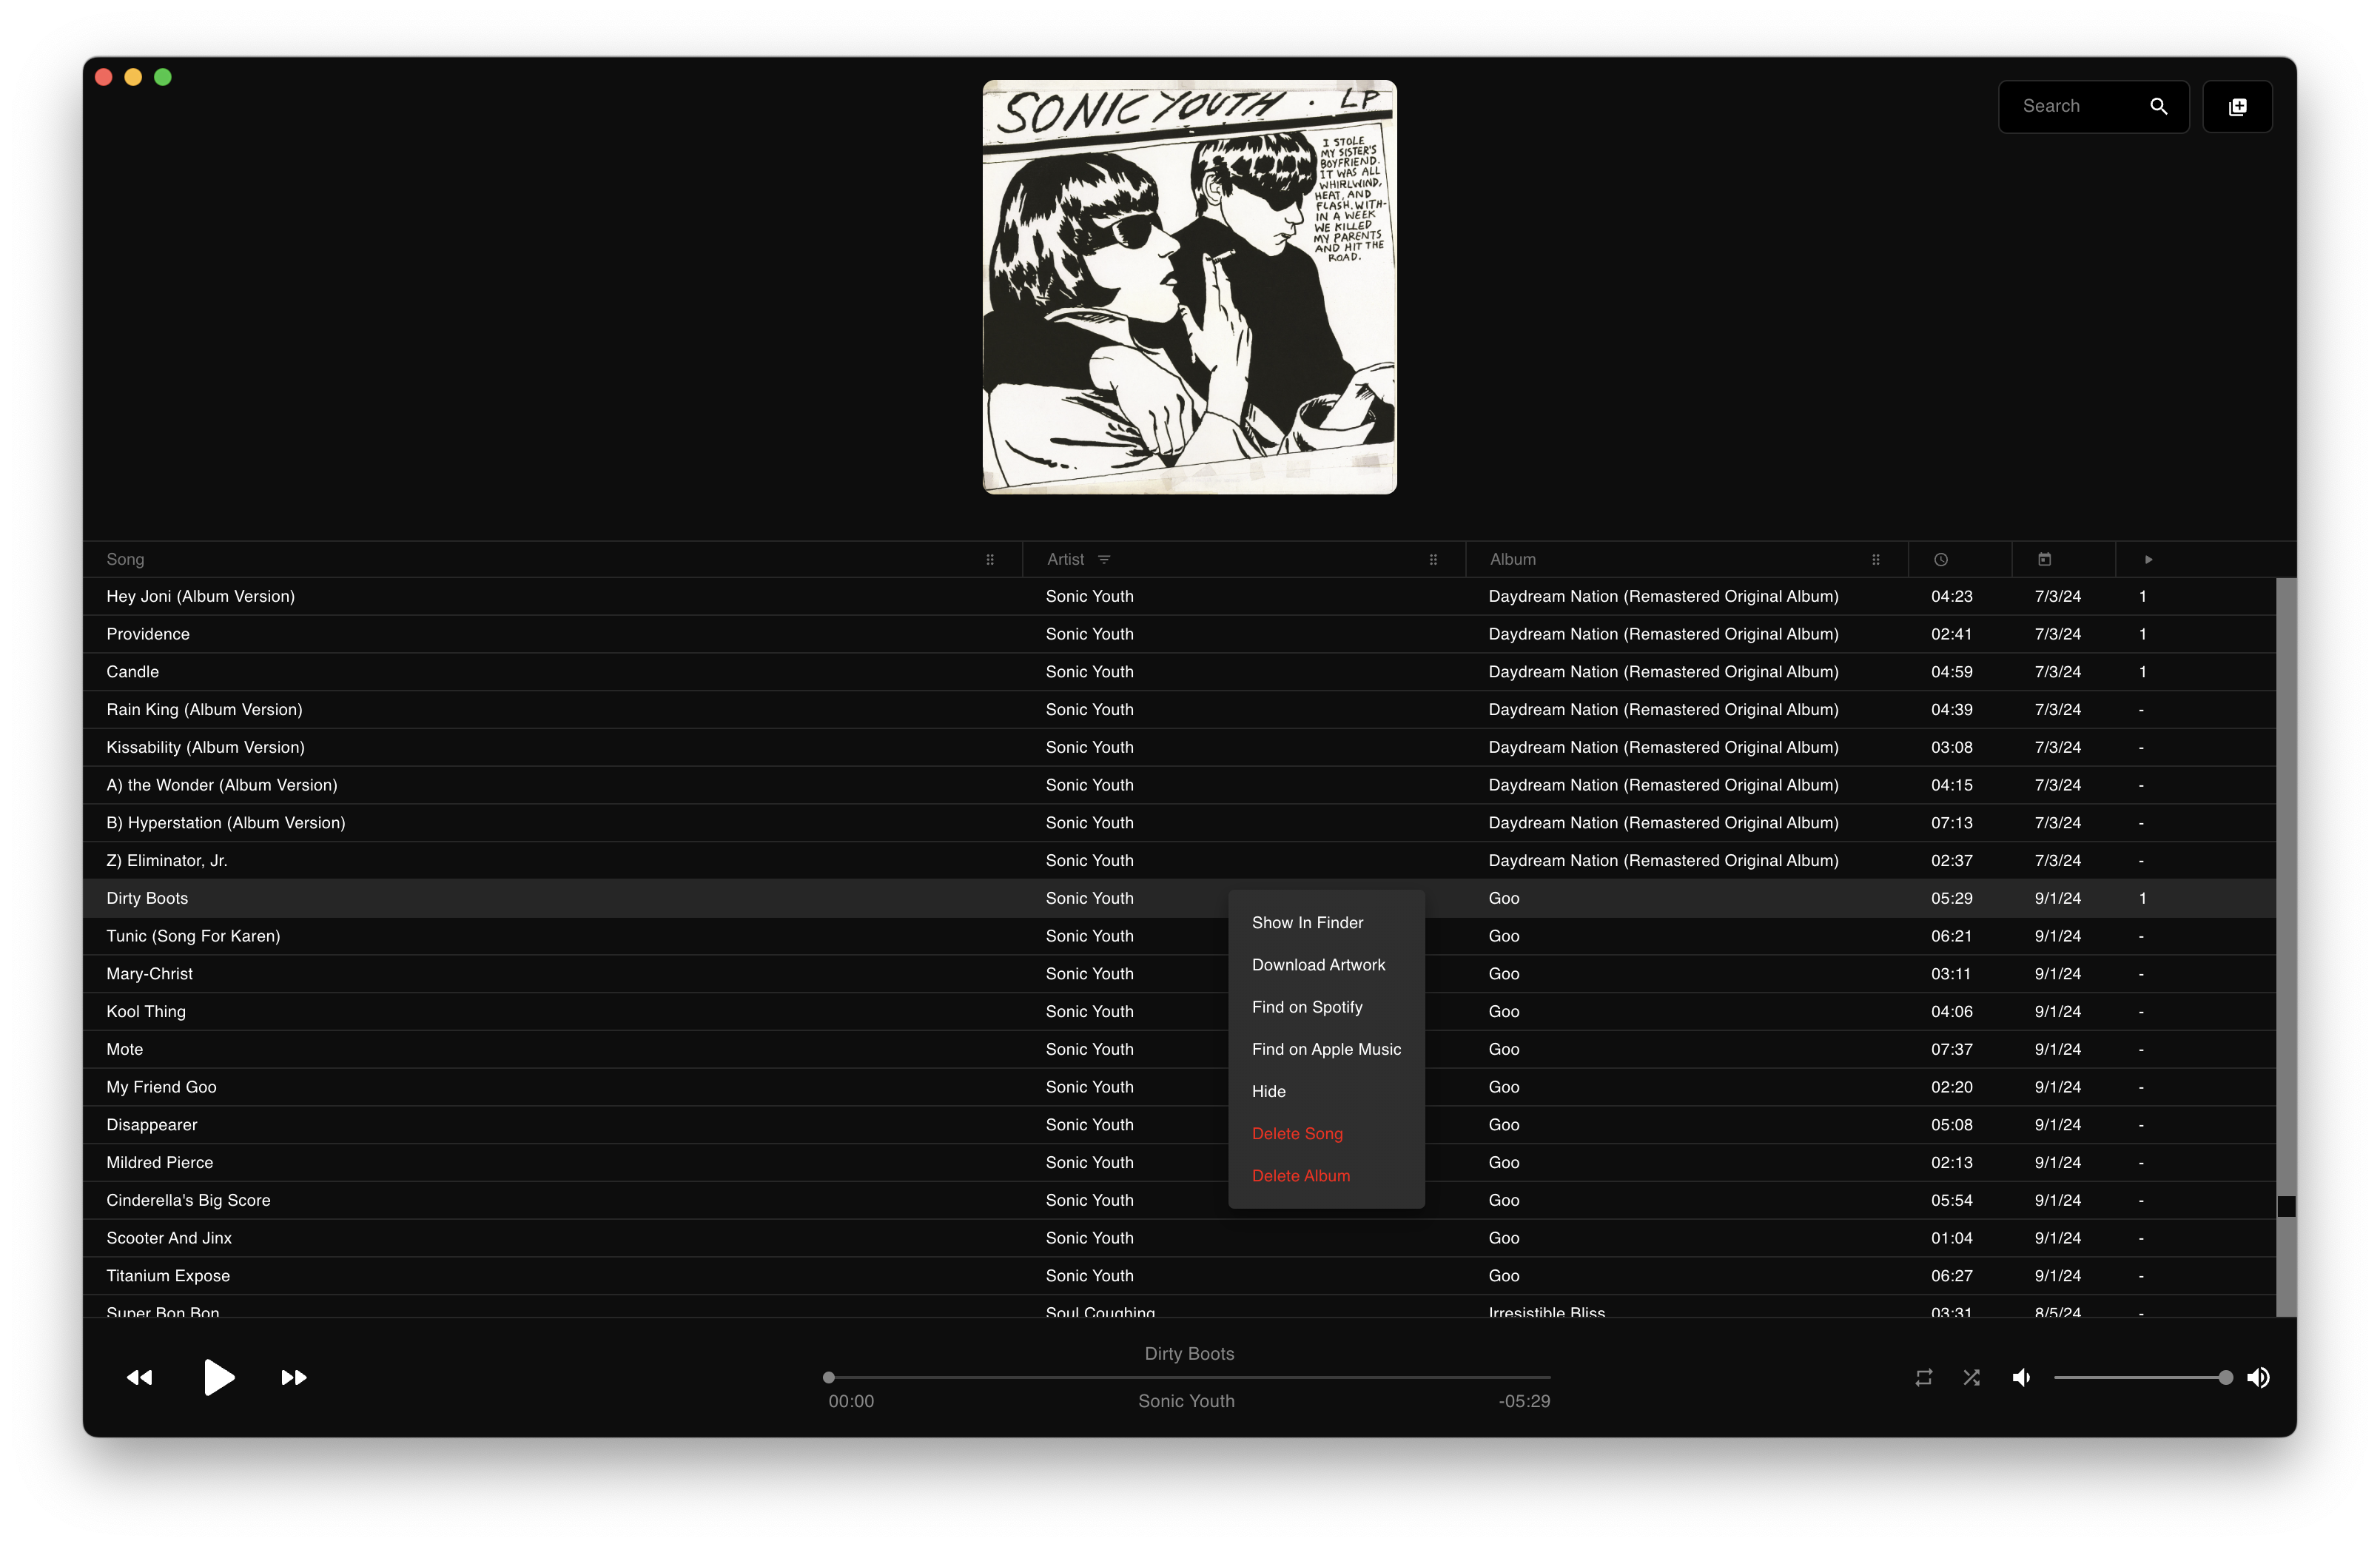 SONIC YOUTH · LP
I STOLE
MY SISTER'S
BOYFRIEND.
IT WAS ALL
WHIRLWIND,
HEAT, AND
FLASH. WITH-
IN A WEEK
WE KILLED
MY PARENTS
AND HIT THE
ROAD.
Search
Song Artist Album
Hey Joni (Album Version) Sonic Youth Daydream Nation (Remastered Original Album) 04:23 7/3/24 1
Providence Sonic Youth Daydream Nation (Remastered Original Album) 02:41 7/3/24 1
Candle Sonic Youth Daydream Nation (Remastered Original Album) 04:59 7/3/24 1
Rain King (Album Version) Sonic Youth Daydream Nation (Remastered Original Album) 04:39 7/3/24 -
Kissability (Album Version) Sonic Youth Daydream Nation (Remastered Original Album) 03:08 7/3/24 -
A) the Wonder (Album Version) Sonic Youth Daydream Nation (Remastered Original Album) 04:15 7/3/24 -
B) Hyperstation (Album Version) Sonic Youth Daydream Nation (Remastered Original Album) 07:13 7/3/24 -
Z) Eliminator, Jr. Sonic Youth Daydream Nation (Remastered Original Album) 02:37 7/3/24 -
Dirty Boots Sonic Youth Goo 05:29 9/1/24 1
Tunic (Song For Karen) Sonic Youth Goo 06:21 9/1/24 -
Mary-Christ Sonic Youth Goo 03:11 9/1/24 -
Kool Thing Sonic Youth Goo 04:06 9/1/24 -
Mote Sonic Youth Goo 07:37 9/1/24 -
My Friend Goo Sonic Youth Goo 02:20 9/1/24 -
Disappearer Sonic Youth Goo 05:08 9/1/24 -
Mildred Pierce Sonic Youth Goo 02:13 9/1/24 -
Cinderella's Big Score Sonic Youth Goo 05:54 9/1/24 -
Scooter And Jinx Sonic Youth Goo 01:04 9/1/24 -
Titanium Expose Sonic Youth Goo 06:27 9/1/24 -
Super Bon Bon Soul Coughing Irresistible Bliss 03:31 8/5/24 -
Show In Finder
Download Artwork
Find on Spotify
Find on Apple Music
Hide
Delete Song
Delete Album
Dirty Boots
00:00 Sonic Youth -05:29